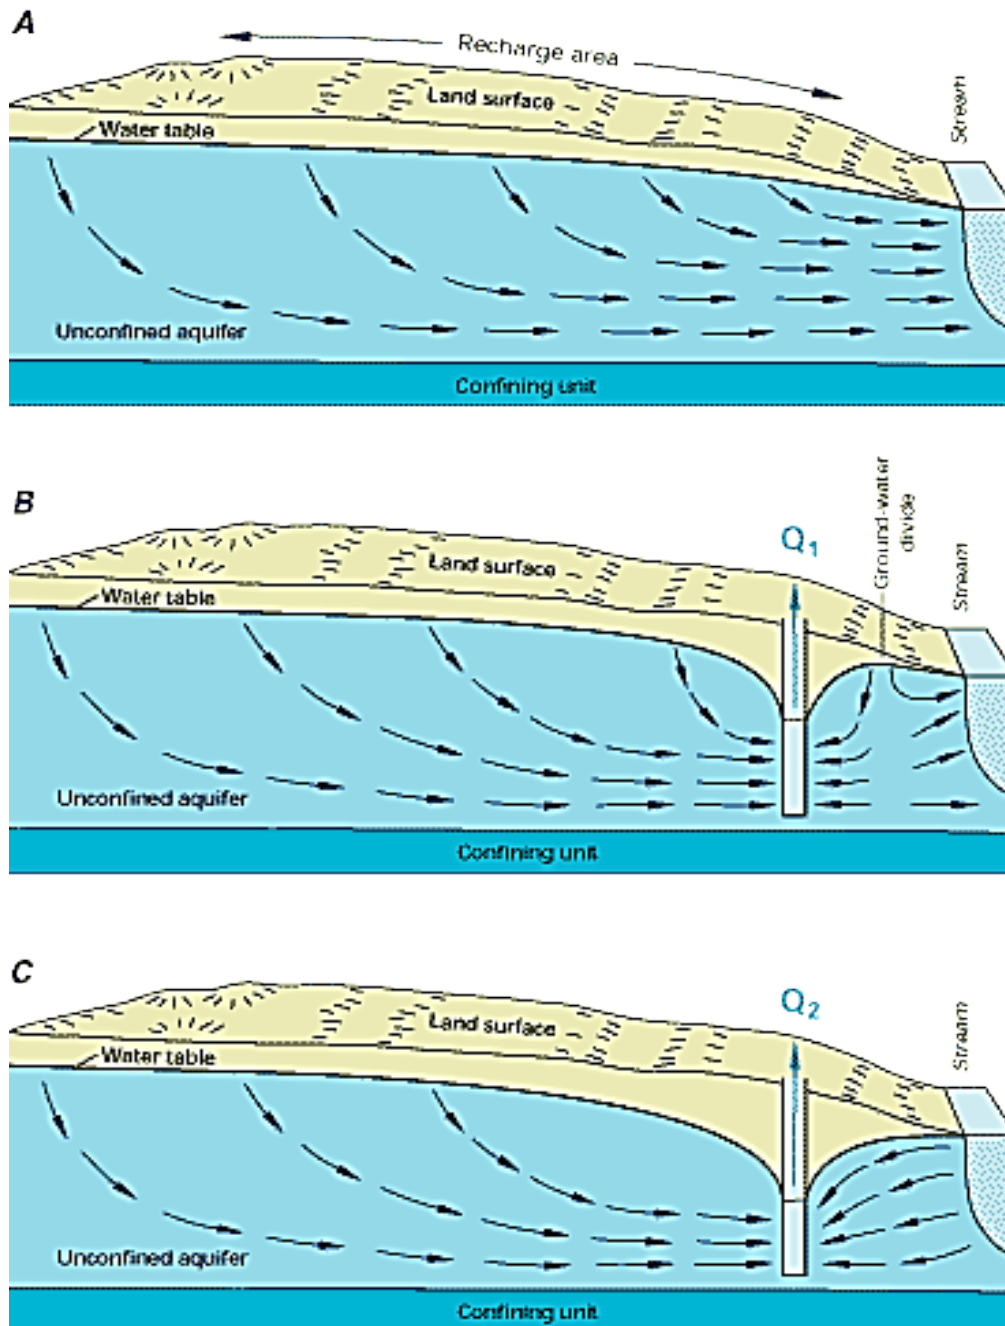 A
Recharge area
Land surface
Stream
Water table
Unconfined aquifer
Confining unit
B
Q1
Ground-water
divide
Stream
Land surface
Water table
Unconfined aquifer
Confining unit
C
Q2
Stream
Land surface
Water table
Unconfined aquifer
Confining unit